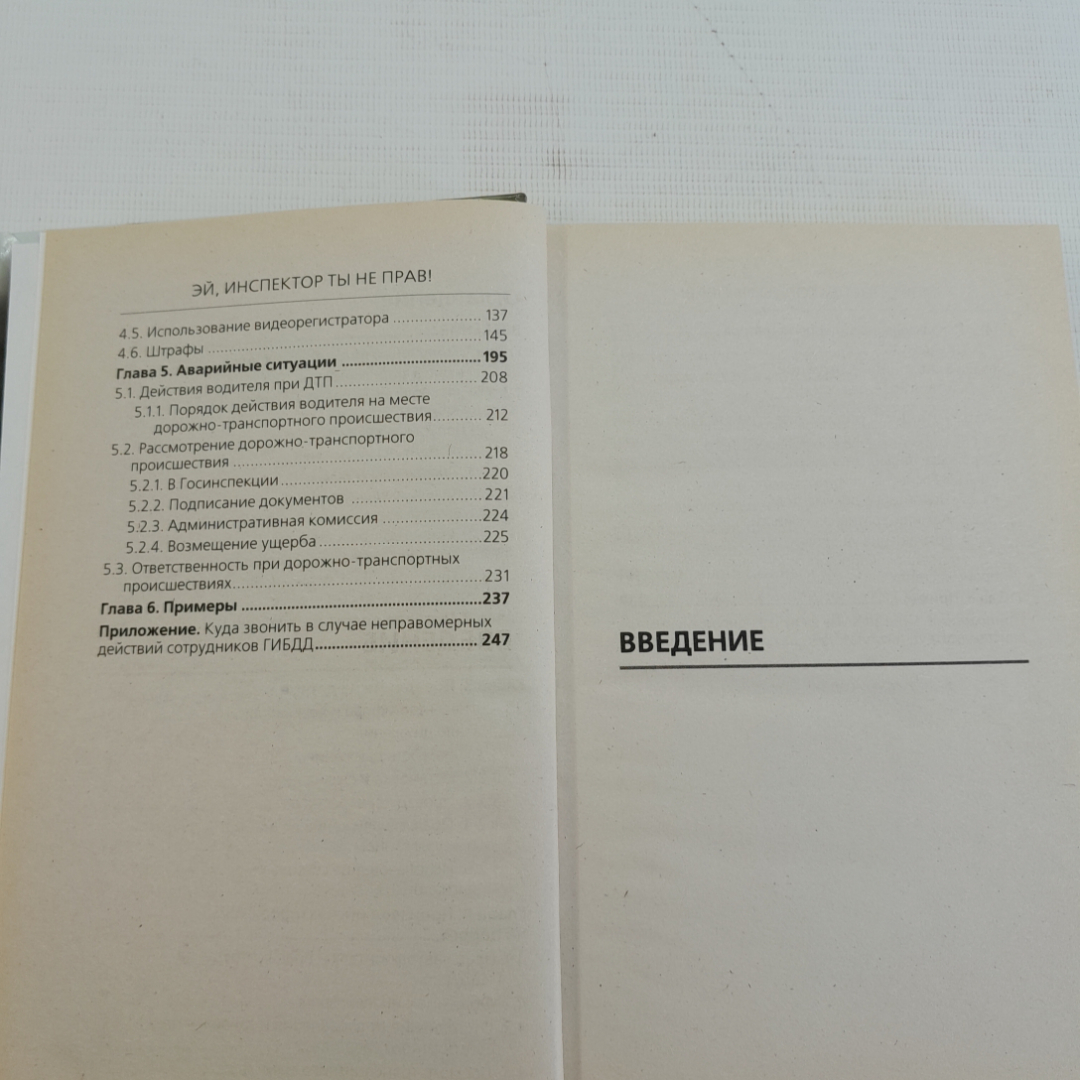 ЭЙ, ИНСПЕКТОР ТЫ НЕ ПРАВ!
4.5. Использование видеорегистратора .................... 137
4.6. Штрафы .................... 145
Глава 5. Аварийные ситуации .................... 195
5.1. Действия водителя при ДТП .................... 208
5.1.1. Порядок действия водителя на месте
дорожно-транспортного происшествия .................... 212
5.2. Рассмотрение дорожно-транспортного
происшествия .................... 218
5.2.1. В Госинспекции .................... 220
5.2.2. Подписание документов .................... 221
5.2.3. Административная комиссия .................... 224
5.2.4. Возмещение ущерба .................... 225
5.3. Ответственность при дорожно-транспортных
происшествиях .................... 231
Глава 6. Примеры .................... 237
Приложение. Куда звонить в случае неправомерных
действий сотрудников ГИБДД .................... 247
ВВЕДЕНИЕ